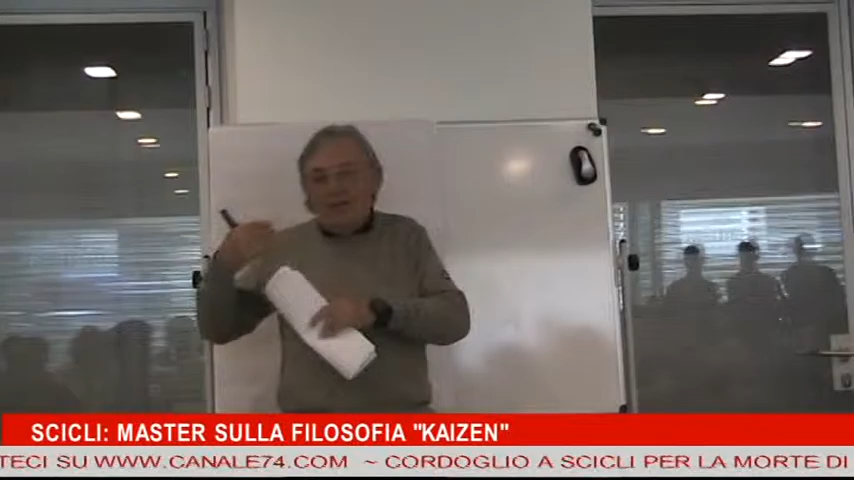 SCICLI: MASTER SULLA FILOSOFIA "KAIZEN"
TECI SU WWW.CANALE74.COM ~ CORDOGLIO A SCICLI PER LA MORTE DI